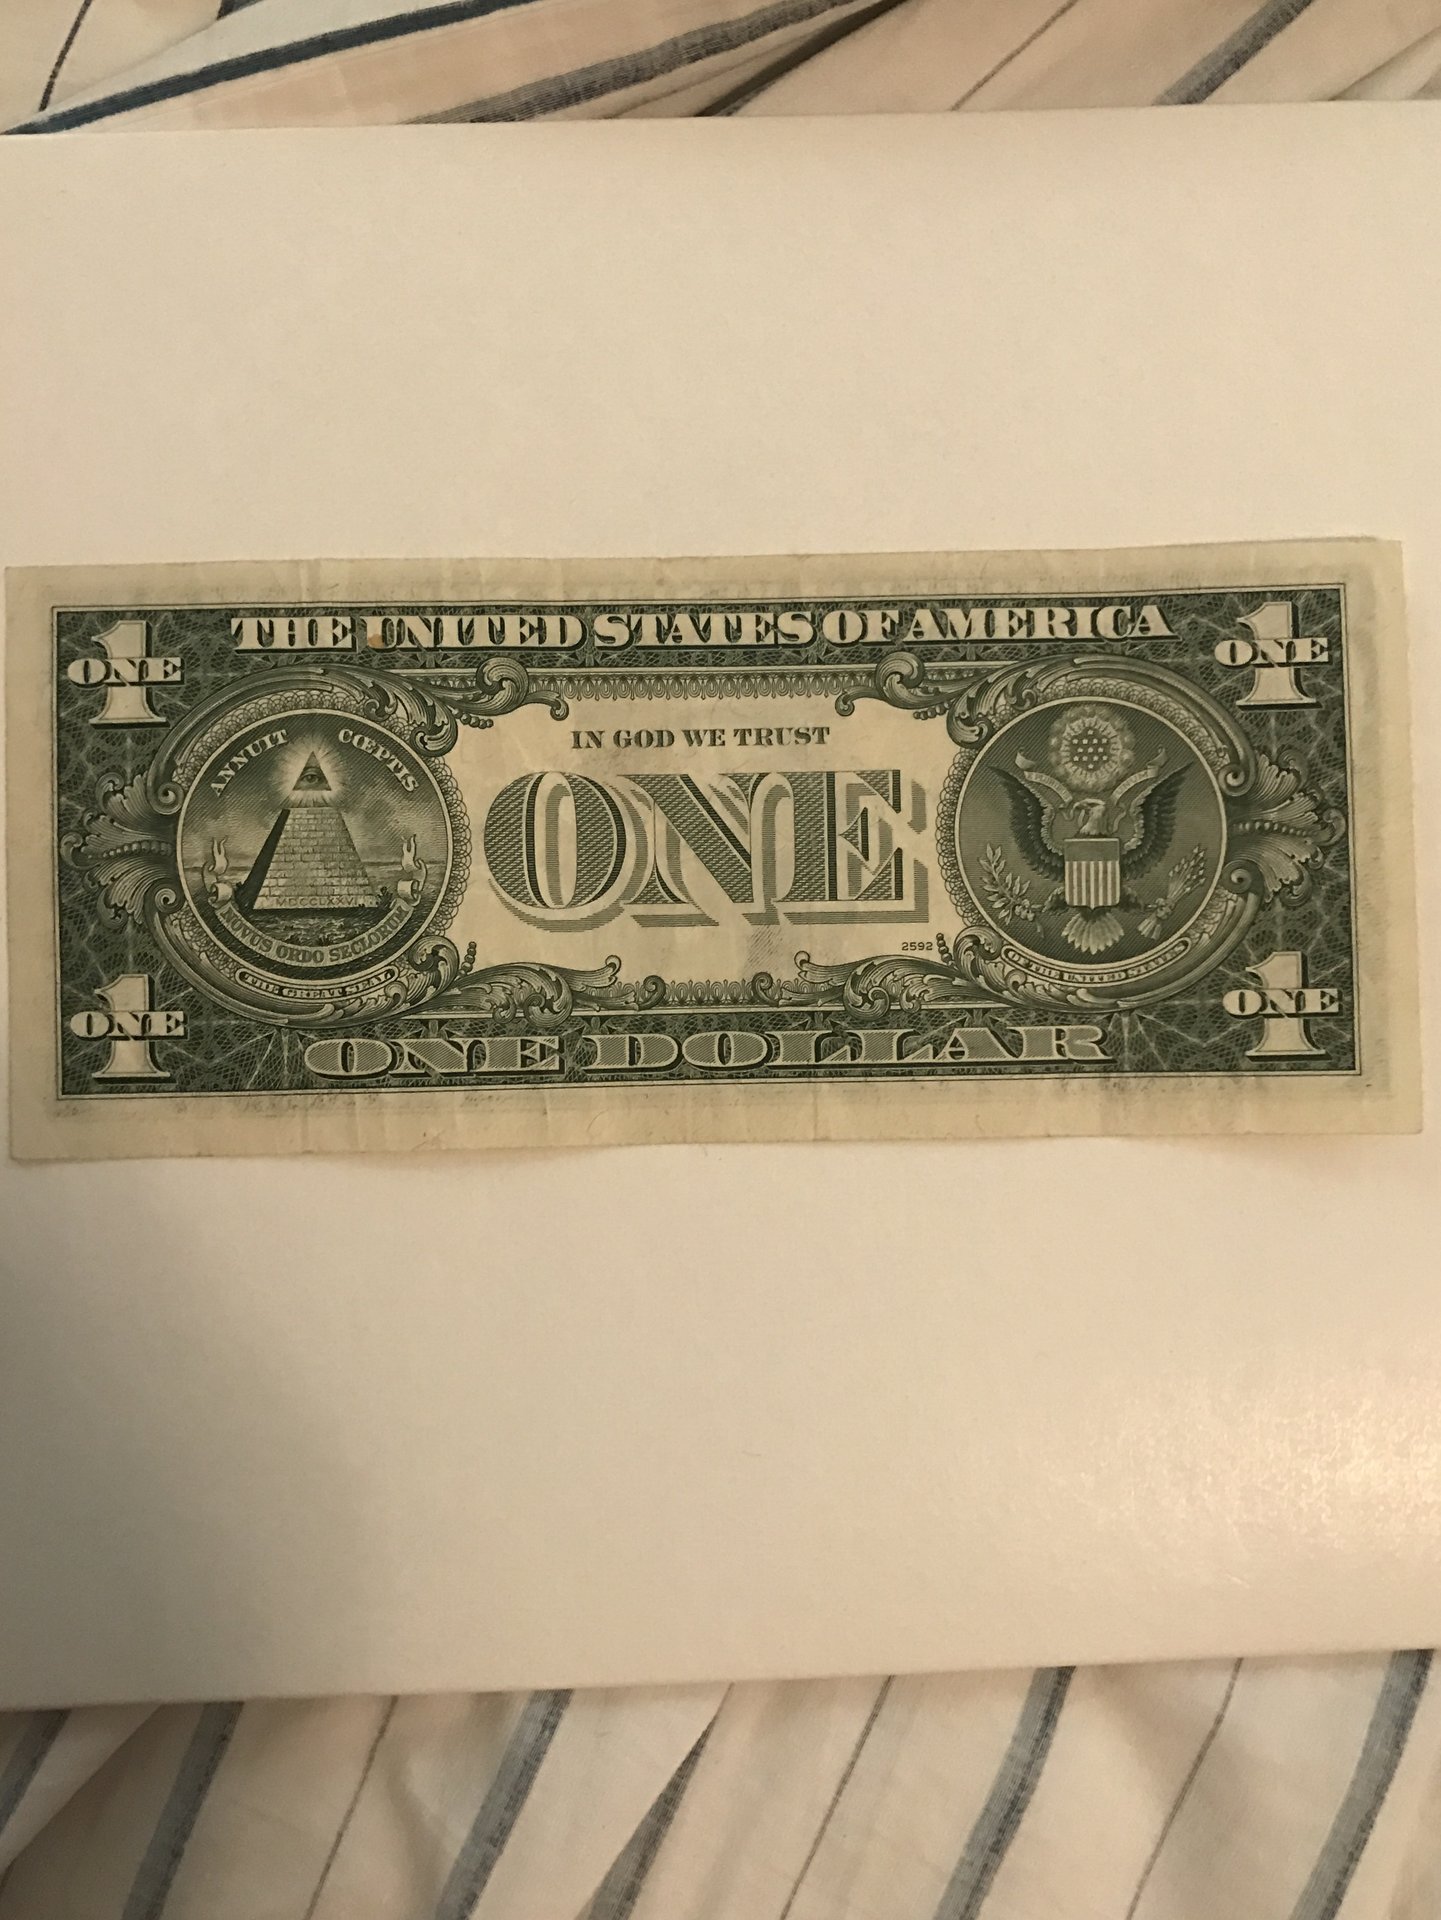 THE UNITED STATES OF AMERICA
1
ONE
1
ONE
ANNUIT CŒPTIS
MDCCLXXVI
NOVUS ORDO SECLORUM
THE GREAT SEAL
IN GOD WE TRUST
ONE
2592
OF THE UNITED STATES
1
ONE
1
ONE
ONE DOLLAR